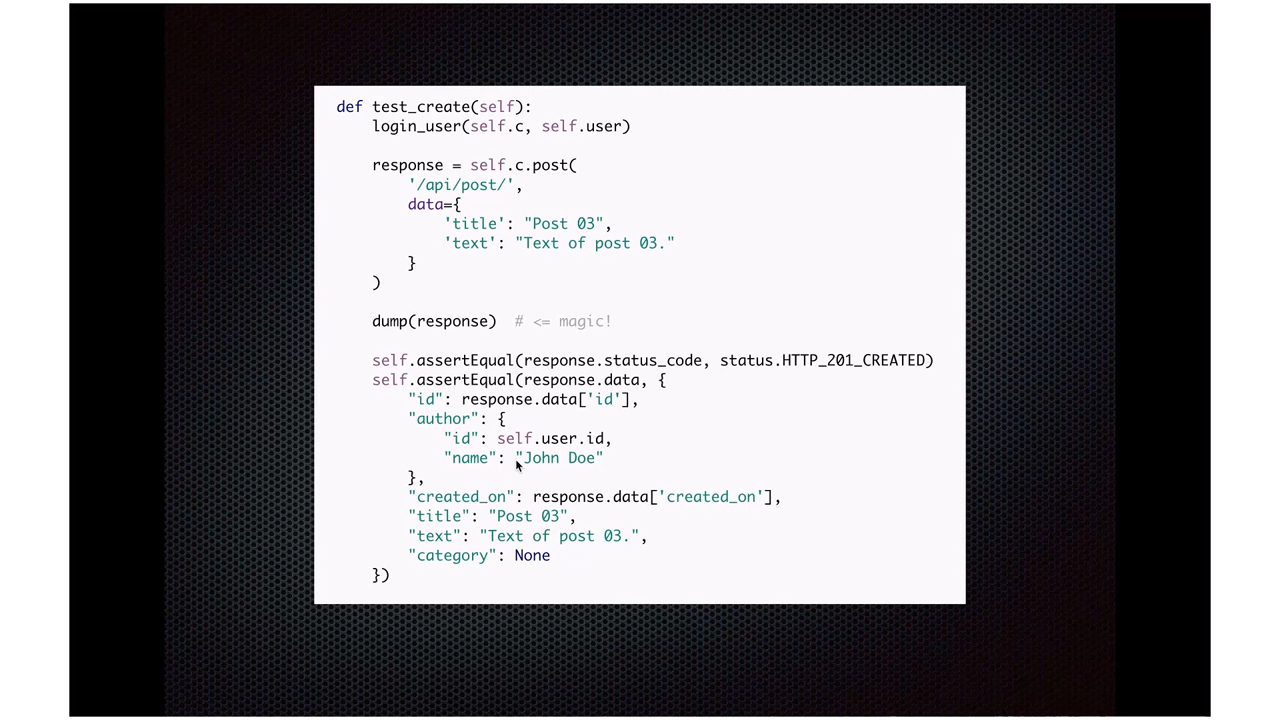 def test_create(self):
    login_user(self.c, self.user)

    response = self.c.post(
        '/api/post/',
        data={
            'title': "Post 03",
            'text': "Text of post 03."
        }
    )

    dump(response)  # <= magic!

    self.assertEqual(response.status_code, status.HTTP_201_CREATED)
    self.assertEqual(response.data, {
        "id": response.data['id'],
        "author": {
            "id": self.user.id,
            "name": "John Doe"
        },
        "created_on": response.data['created_on'],
        "title": "Post 03",
        "text": "Text of post 03.",
        "category": None
    })